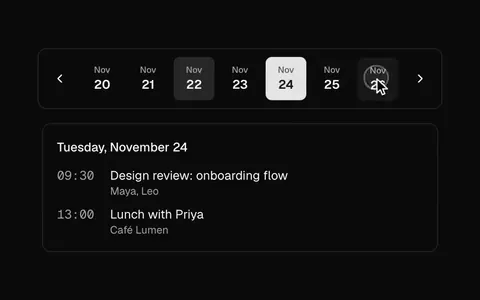 Nov Nov Nov Nov Nov Nov Nov
20 21 22 23 24 25
Tuesday, November 24
09:30 Design review: onboarding flow
Maya, Leo
13:00 Lunch with Priya
Café Lumen